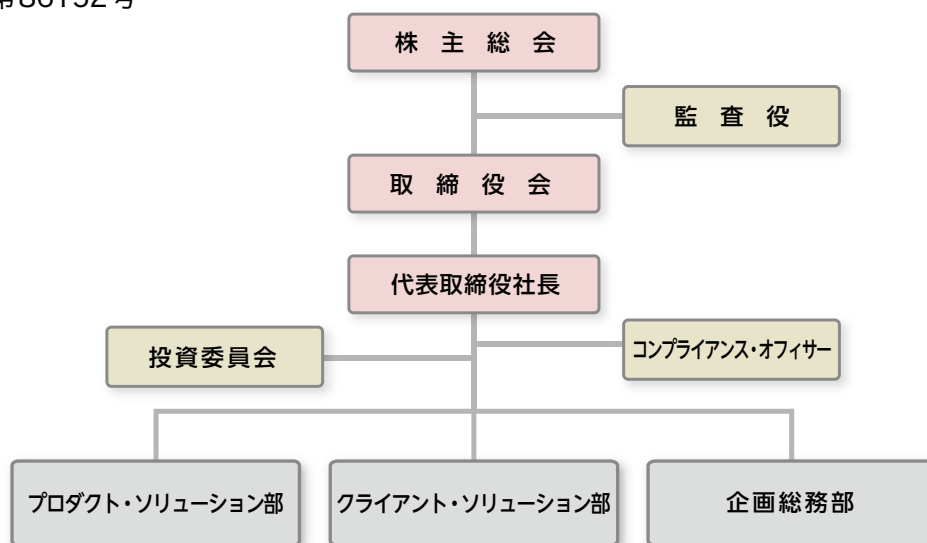 株主総会
監査役
取締役会
代表取締役社長
コンプライアンス・オフィサー
投資委員会
プロダクト・ソリューション部
クライアント・ソリューション部
企画総務部